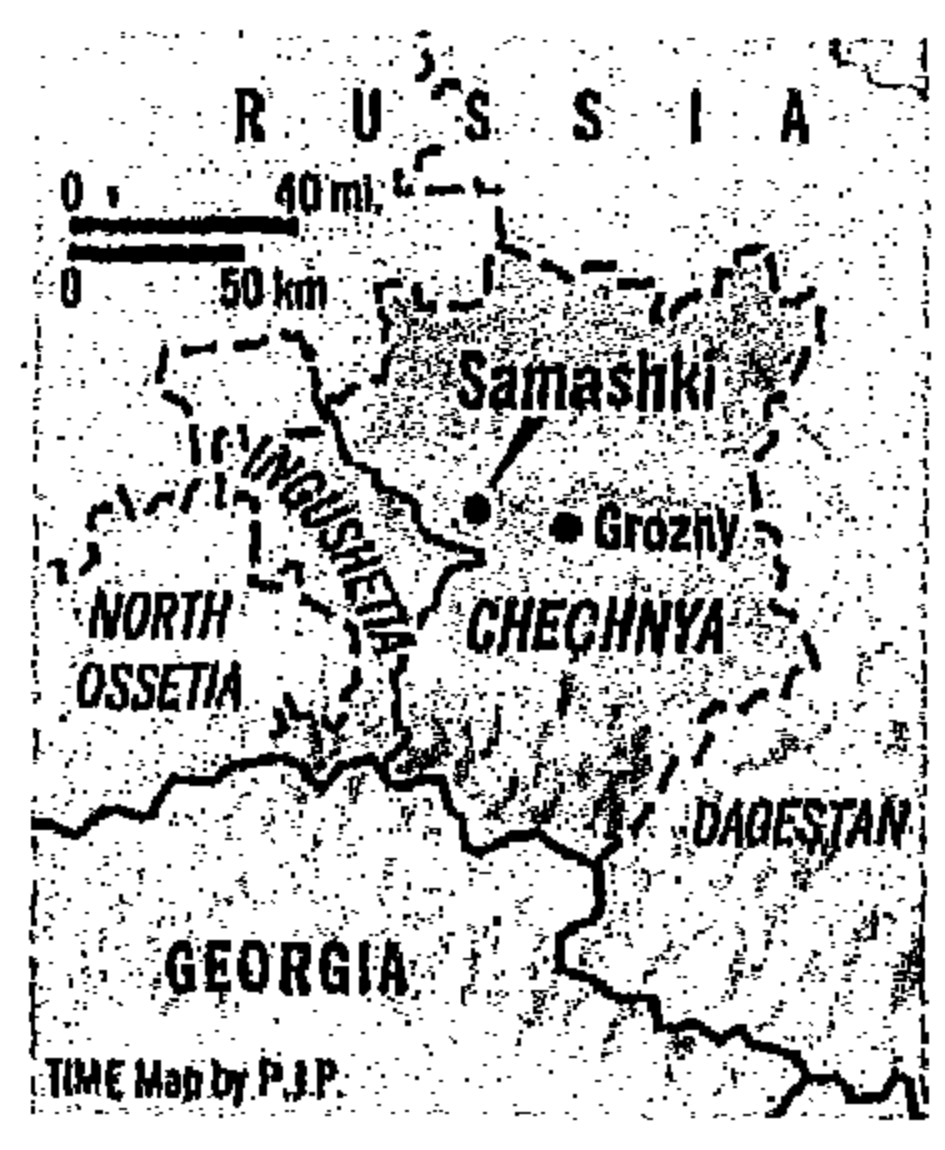 RUSSIA
0 40 mi.
0 50 km
Samashki
INGUSHETIA
Grozny
NORTH
OSSETIA
CHECHNYA
DAGESTAN
GEORGIA
TIME Map by P.J.P.